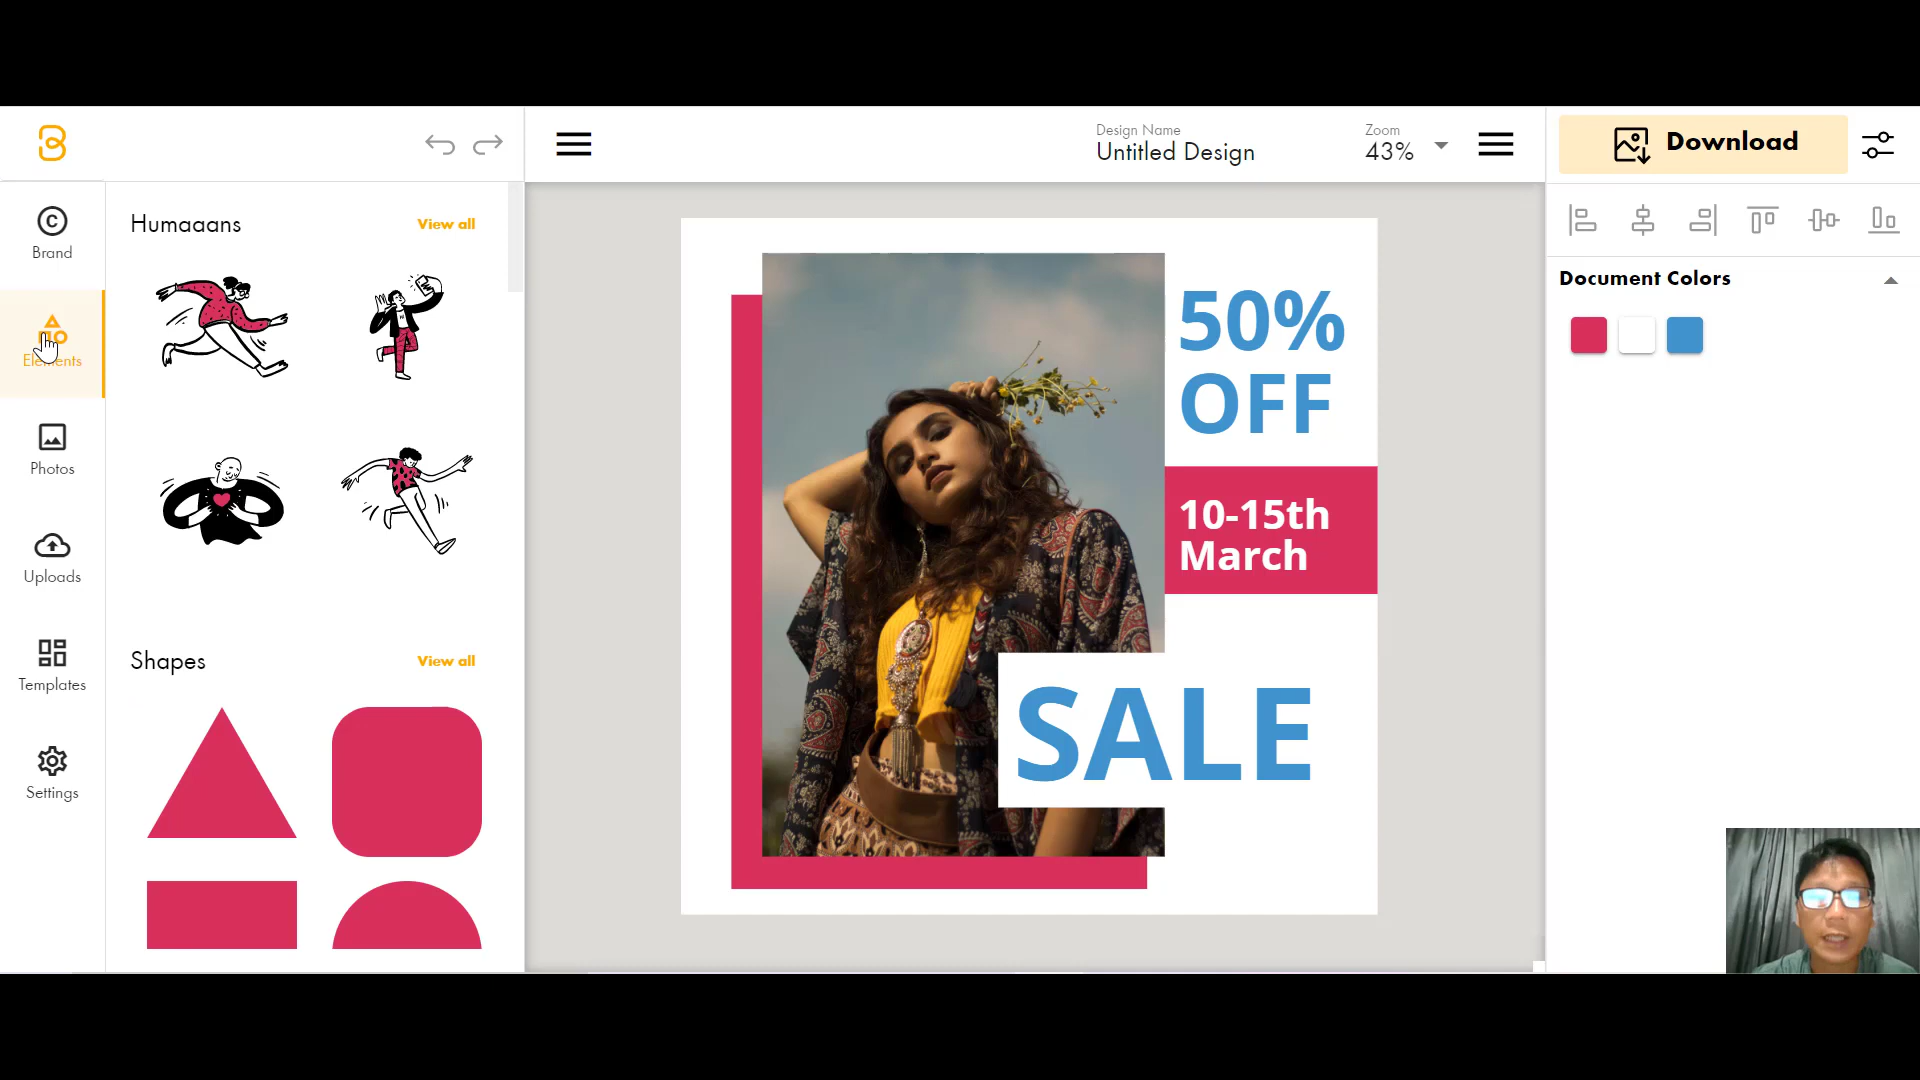 Brand
Elements
Photos
Uploads
Templates
Settings
Humaaans
View all
Shapes
View all
Design Name
Untitled Design
Zoom
43%
50%
OFF
10-15th
March
SALE
Download
Document Colors